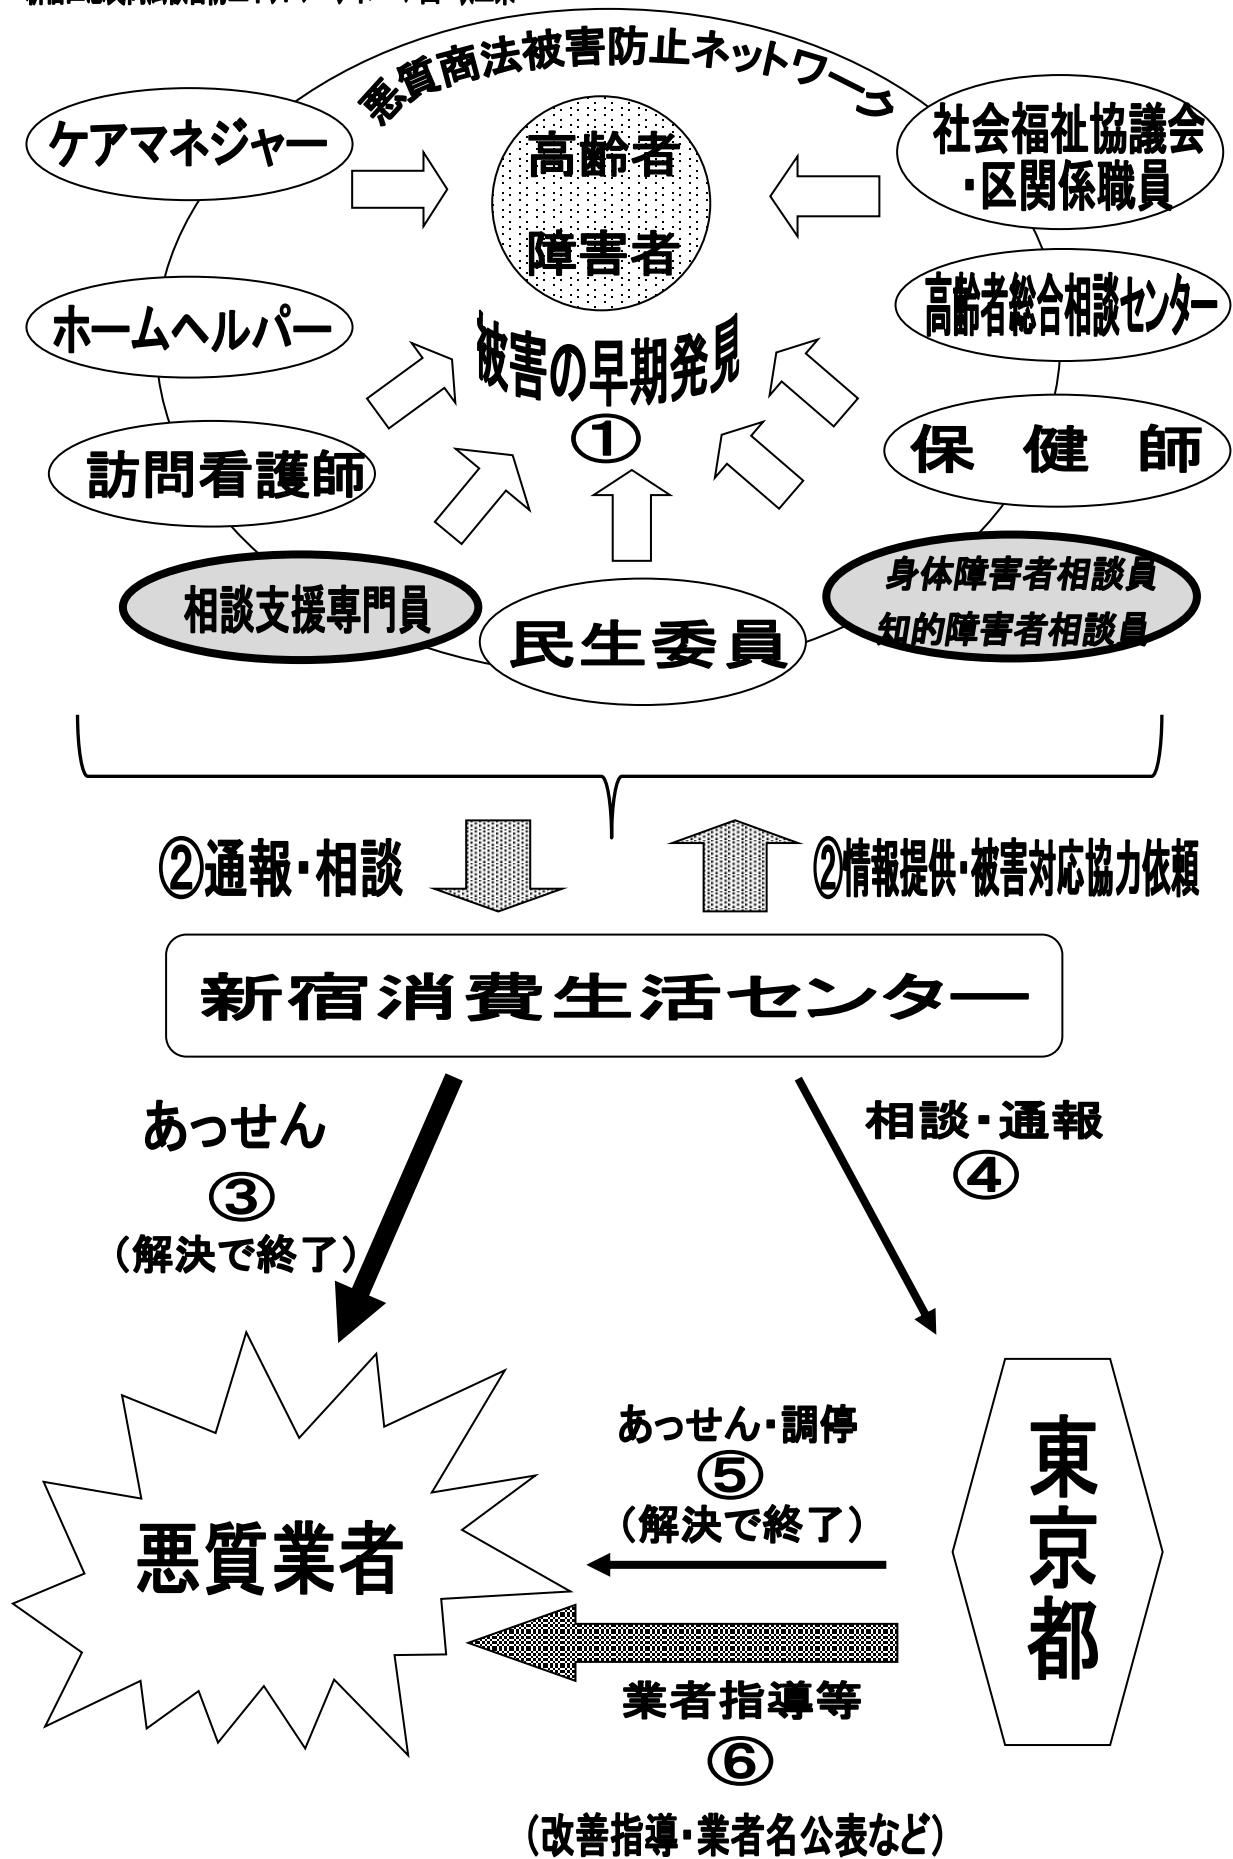 悪質商法被害防止ネットワーク
ケアマネジャー
高齢者
障害者
社会福祉協議会
・区関係職員
ホームヘルパー
高齢者総合相談センター
被害の早期発見
①
訪問看護師
保 健 師
相談支援専門員
民生委員
身体障害者相談員
知的障害者相談員
②通報・相談
②情報提供・被害対応協力依頼
新宿消費生活センター
あっせん
③
（解決で終了）
相談・通報
④
あっせん・調停
⑤
（解決で終了）
東京都
悪質業者
業者指導等
⑥
（改善指導・業者名公表など）